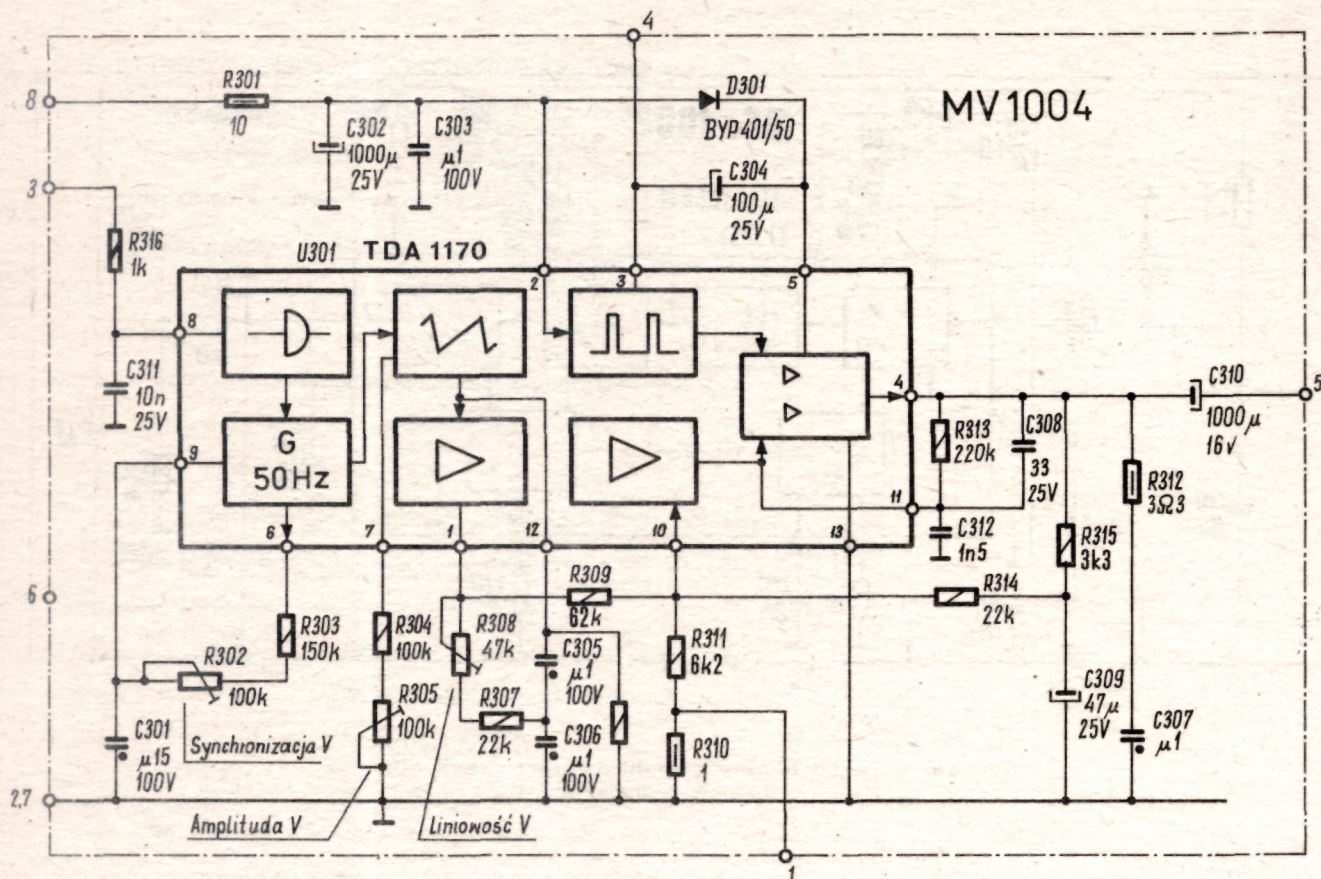 4
8
R301
10
C302
1000µ
25V
C303
µ1
100V
D301
BYP 401/50
MV 1004
C304
100µ
25V
3
R316
1k
U301
TDA 1170
2
3
5
8
C311
10n
25V
9
G
50Hz
4
11
C310
1000µ
16V
5
R313
220k
C308
33
25V
R312
3Ω3
C312
1n5
R315
3k3
6
7
1
12
10
13
6
R309
62k
R314
22k
R303
150k
R304
100k
R308
47k
C305
µ1
100V
R311
6k2
R302
100k
R305
100k
R307
22k
C306
µ1
100V
R310
1
C309
47µ
25V
C307
µ1
C301
µ15
100V
Synchronizacja V
2,7
Amplituda V
Liniowość V
1